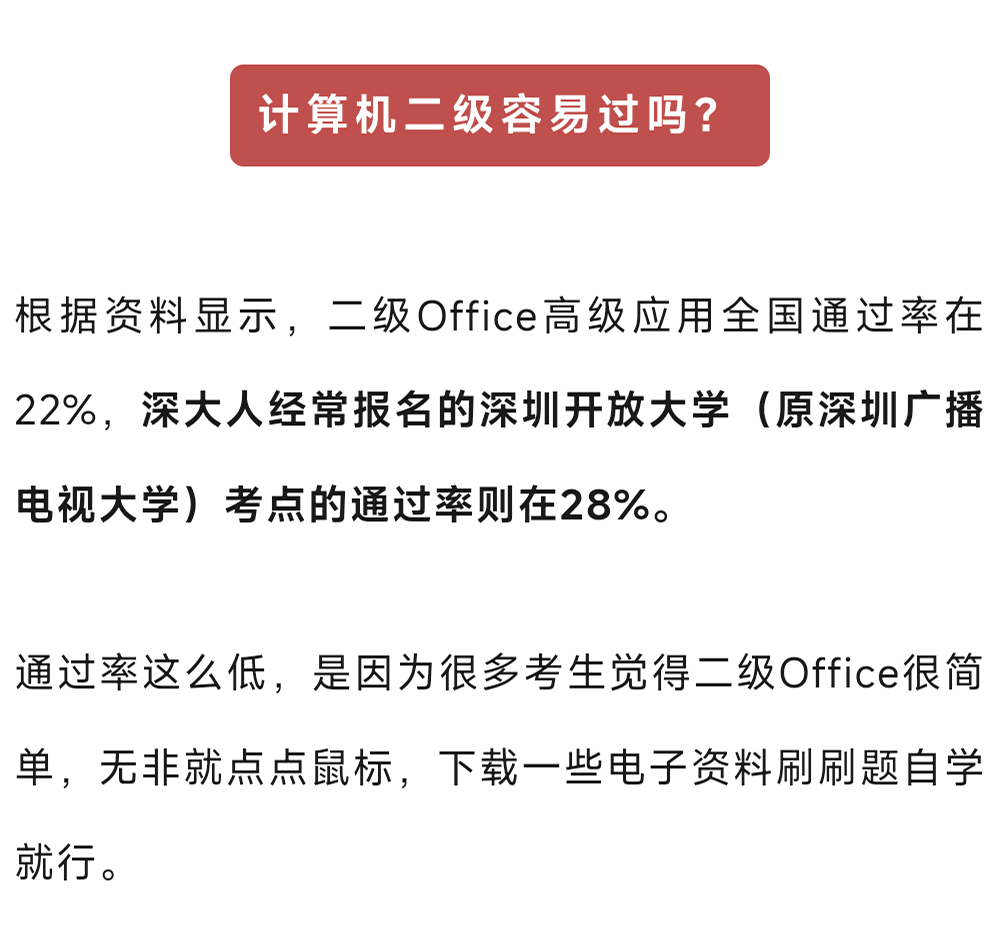 计算机二级容易过吗？
根据资料显示，二级Office高级应用全国通过率在
22%，深大人经常报名的深圳开放大学（原深圳广播
电视大学）考点的通过率则在28%。
通过率这么低，是因为很多考生觉得二级Office很简
单，无非就点点鼠标，下载一些电子资料刷刷题自学
就行。